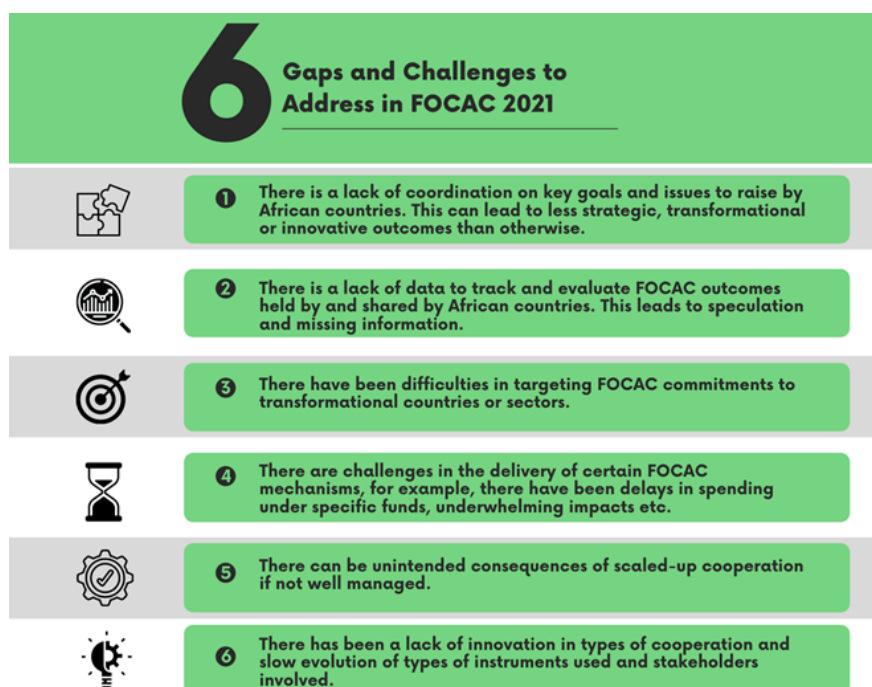 6
Gaps and Challenges to
Address in FOCAC 2021
1 There is a lack of coordination on key goals and issues to raise by
African countries. This can lead to less strategic, transformational
or innovative outcomes than otherwise.
2 There is a lack of data to track and evaluate FOCAC outcomes
held by and shared by African countries. This leads to speculation
and missing information.
3 There have been difficulties in targeting FOCAC commitments to
transformational countries or sectors.
4 There are challenges in the delivery of certain FOCAC
mechanisms, for example, there have been delays in spending
under specific funds, underwhelming impacts etc.
5 There can be unintended consequences of scaled-up cooperation
if not well managed.
6 There has been a lack of innovation in types of cooperation and
slow evolution of types of instruments used and stakeholders
involved.